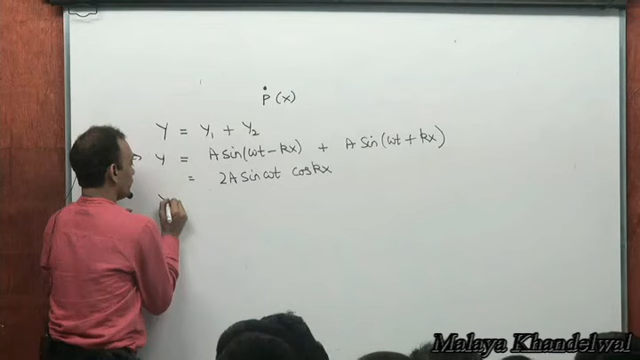 P (x)
y = y₁ + y₂
y = A sin(ωt − kx) + A sin(ωt + kx)
= 2A sin ωt cos kx
Malaya Khandelwal